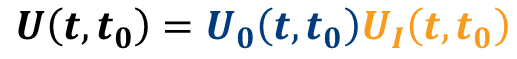 U(t, t₀) = U₀(t, t₀)U_I(t, t₀)